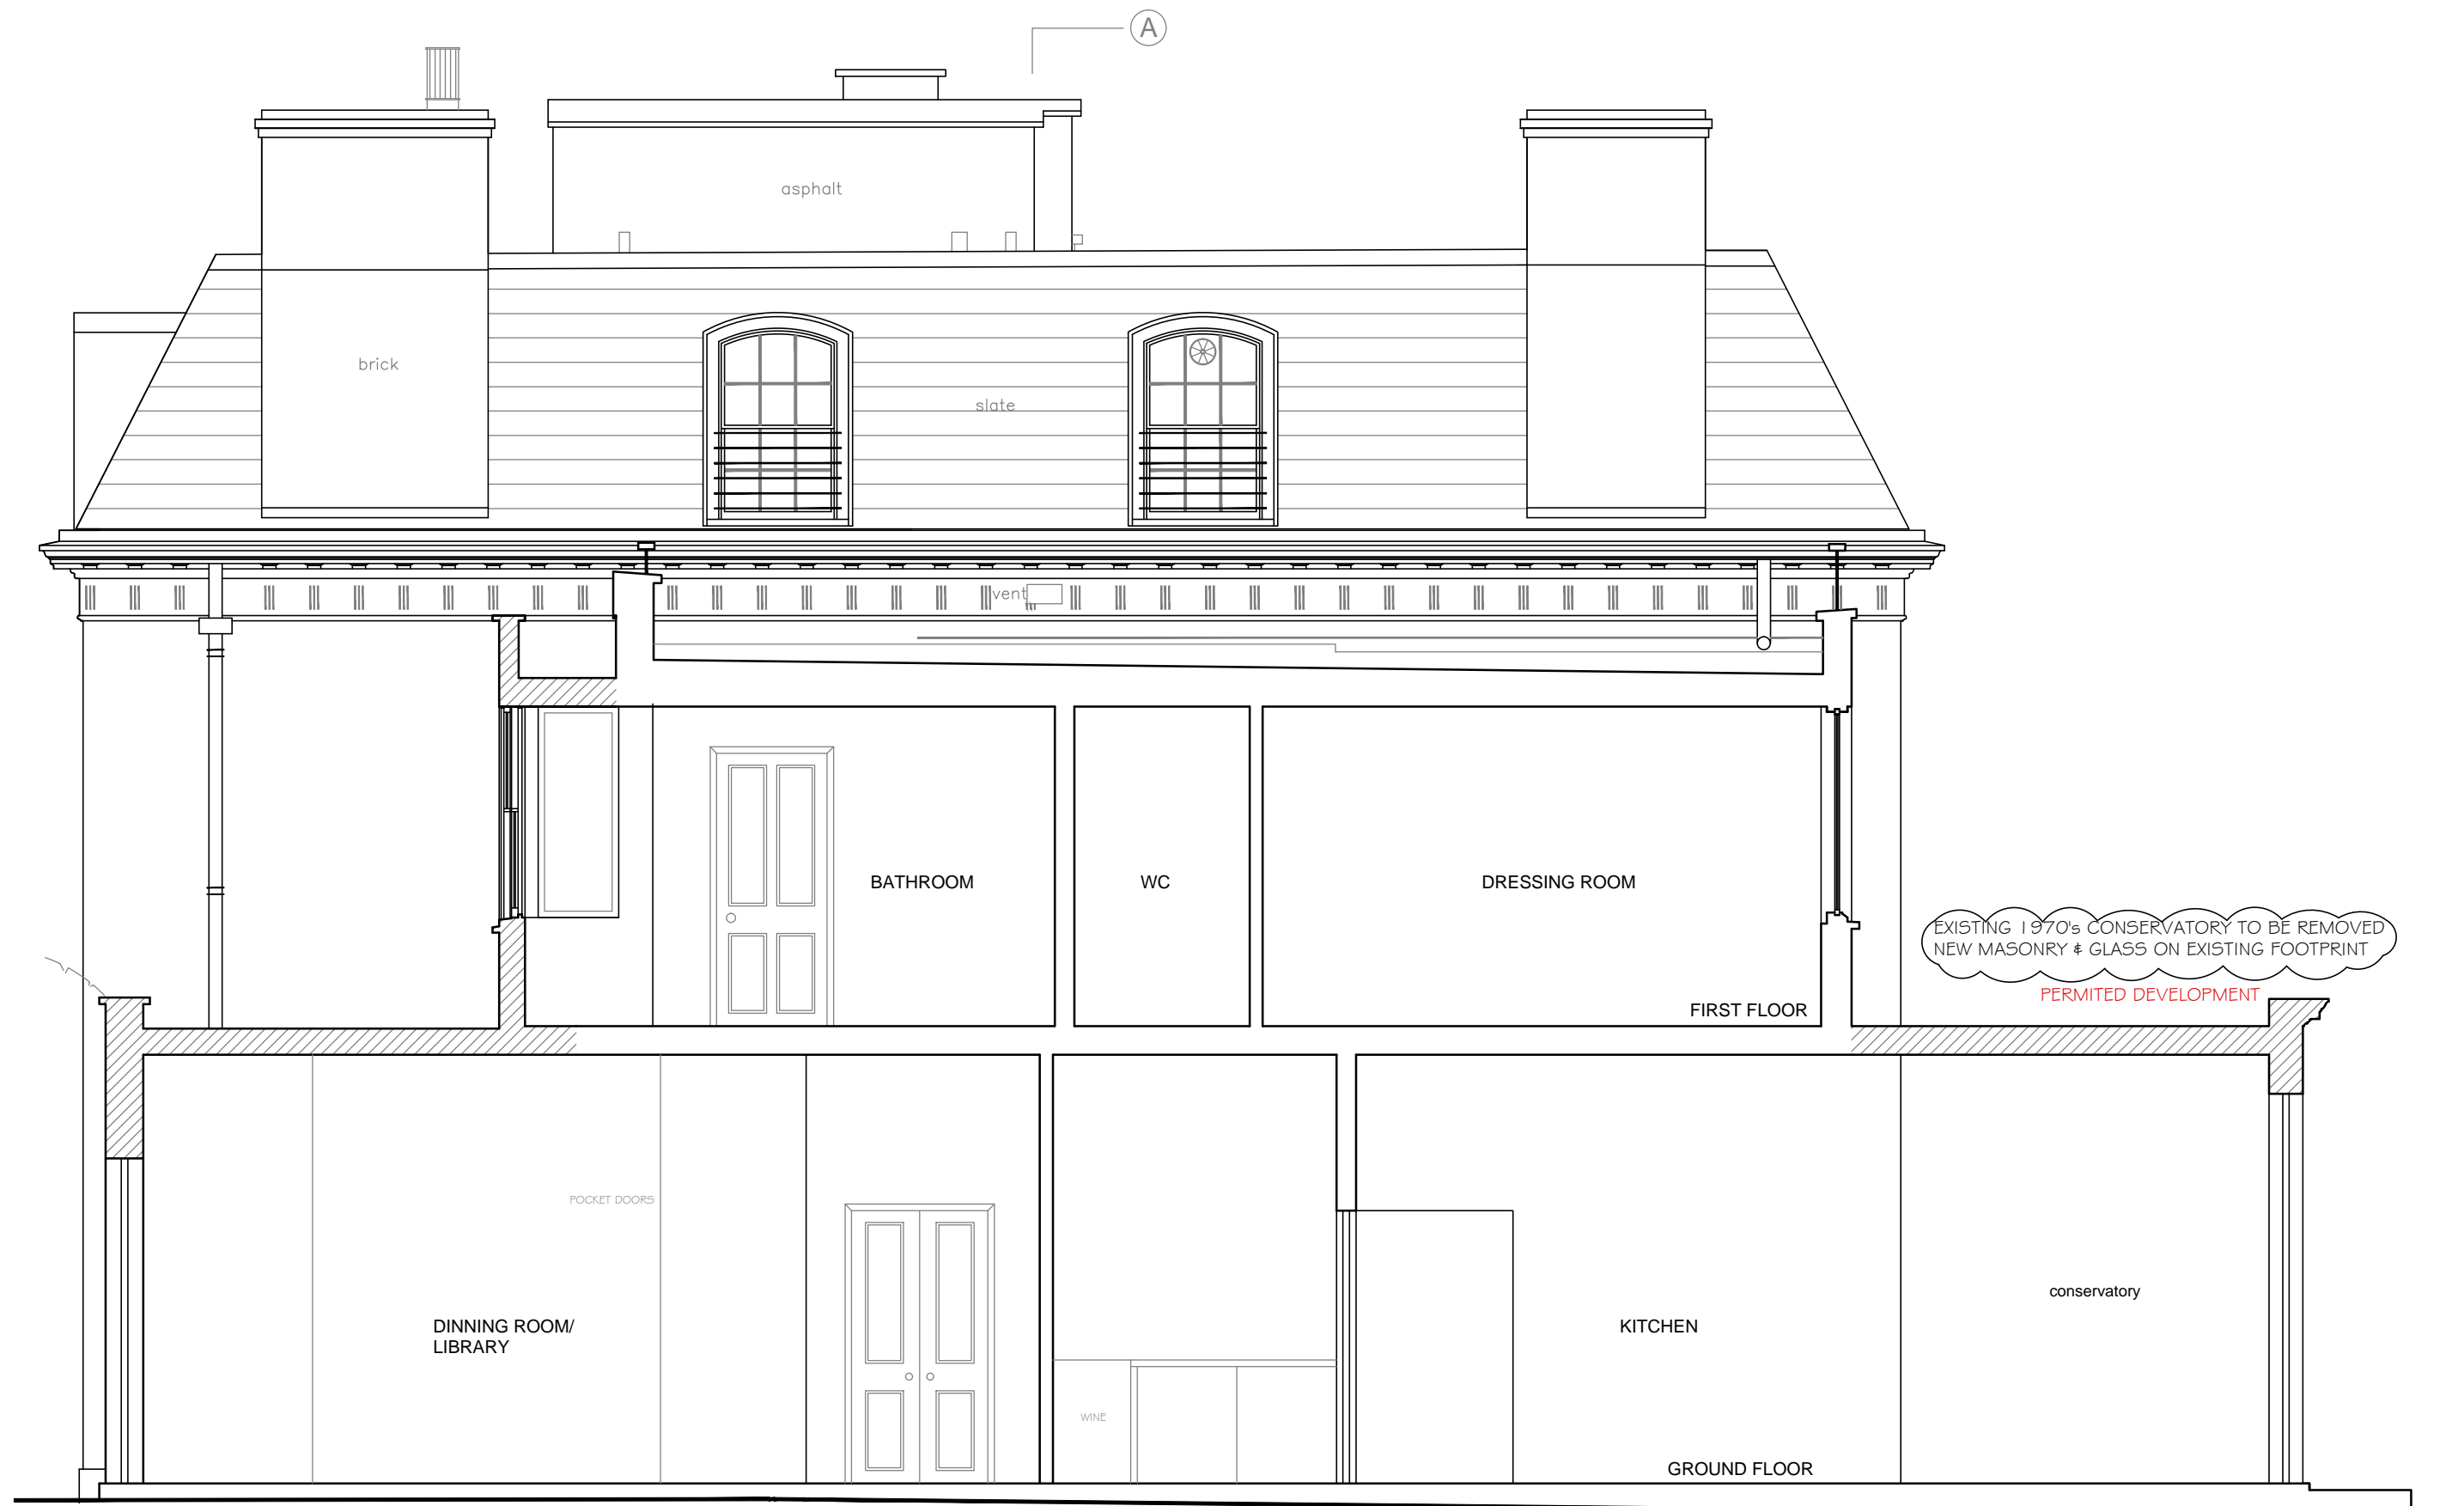 A
asphalt
brick
slate
vent
BATHROOM
WC
DRESSING ROOM
EXISTING 1970's CONSERVATORY TO BE REMOVED
NEW MASONRY & GLASS ON EXISTING FOOTPRINT
PERMITED DEVELOPMENT
FIRST FLOOR
POCKET DOORS
conservatory
DINNING ROOM/
LIBRARY
KITCHEN
WINE
GROUND FLOOR